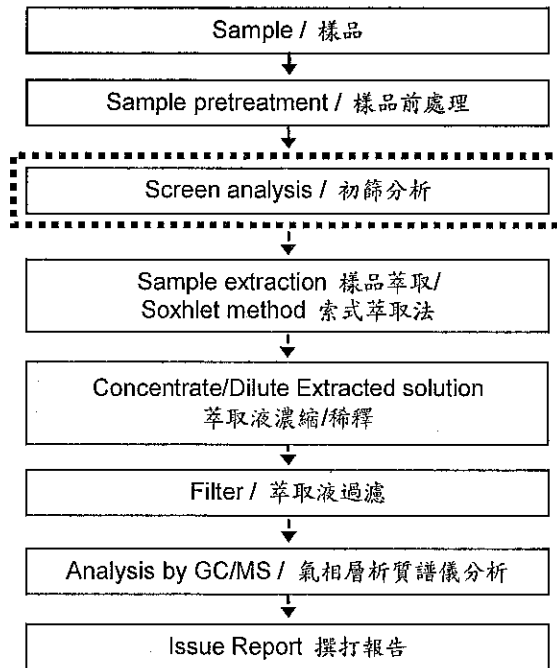 Sample / 樣品
Sample pretreatment / 樣品前處理
Screen analysis / 初篩分析
Sample extraction 樣品萃取/
Soxhlet method 索式萃取法
Concentrate/Dilute Extracted solution
萃取液濃縮/稀釋
Filter / 萃取液過濾
Analysis by GC/MS / 氣相層析質譜儀分析
Issue Report 撰打報告